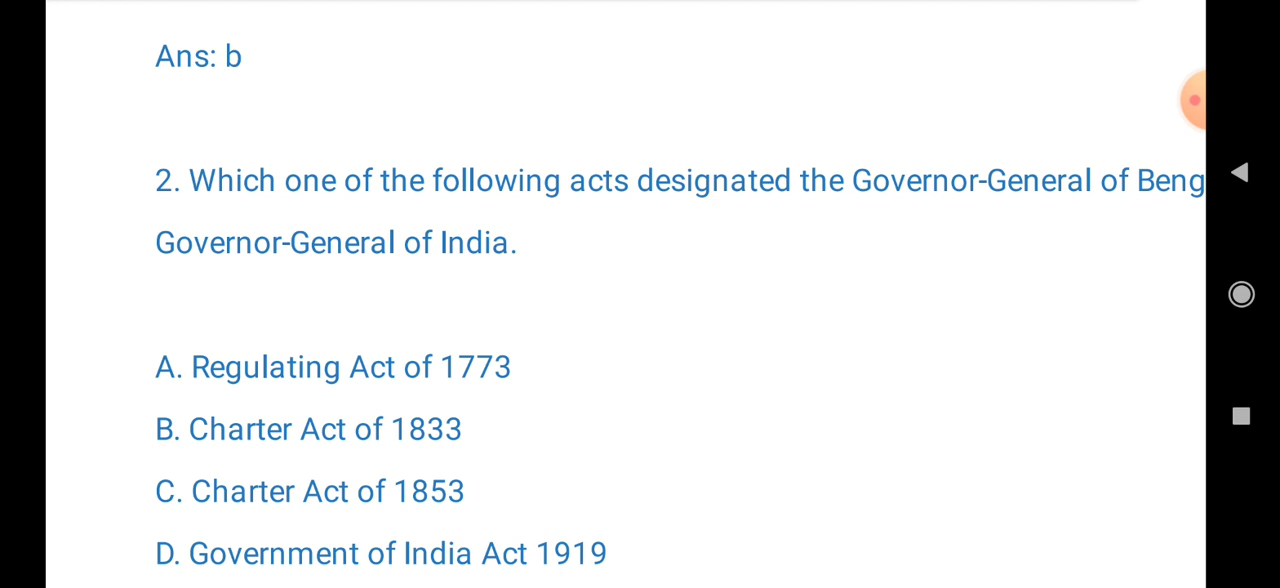 Ans: b
2. Which one of the following acts designated the Governor-General of Beng
Governor-General of India.
A. Regulating Act of 1773
B. Charter Act of 1833
C. Charter Act of 1853
D. Government of India Act 1919